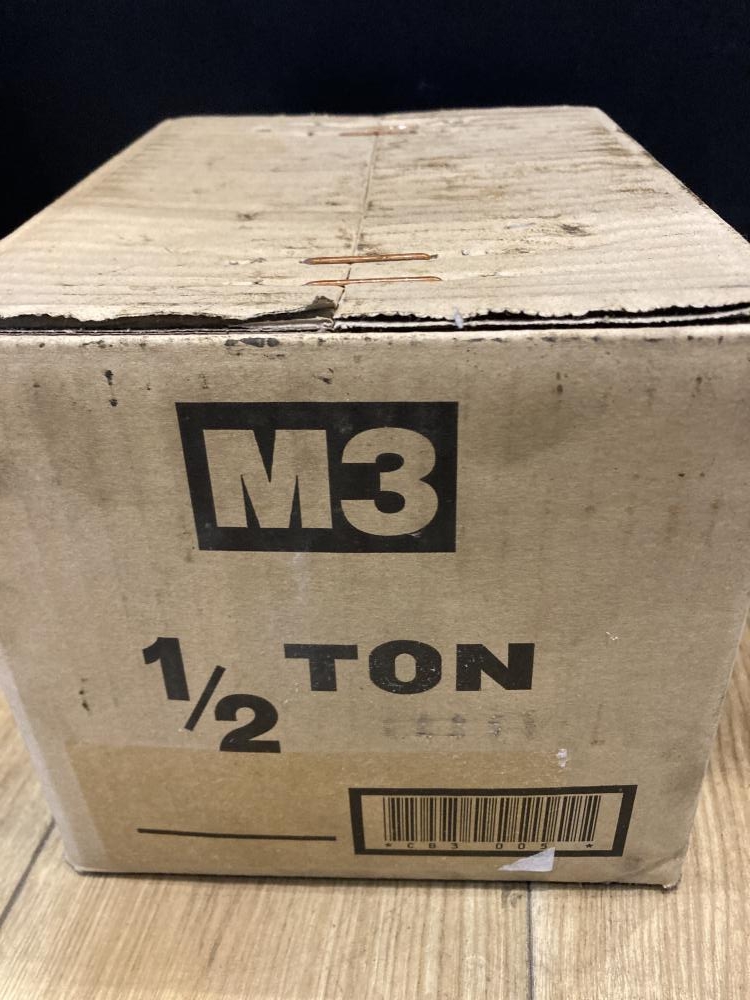 M3
1/2 TON
*CB3 005 *